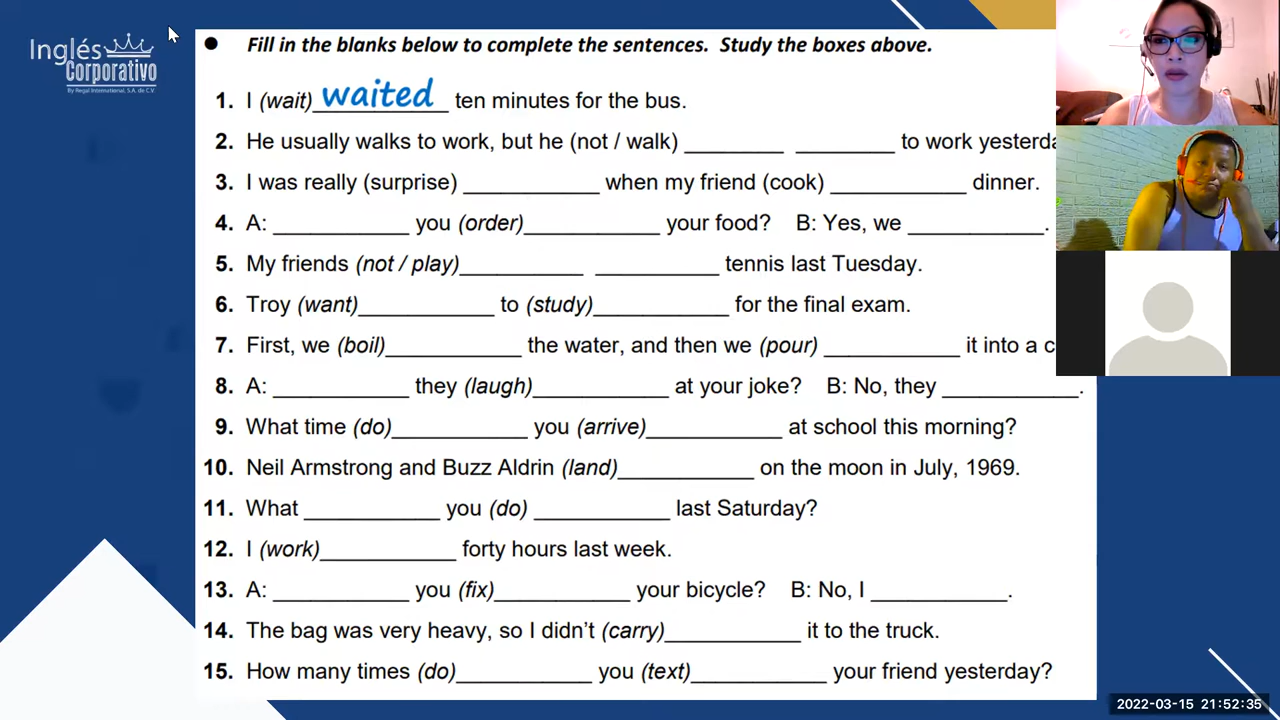 Inglés
Corporativo
By Regal International, S.A. de C.V.
● Fill in the blanks below to complete the sentences. Study the boxes above.
1. I (wait) waited ten minutes for the bus.
2. He usually walks to work, but he (not / walk) ________ ________ to work yesterda
3. I was really (surprise) ___________ when my friend (cook) ___________ dinner.
4. A: ___________ you (order)___________ your food? B: Yes, we ___________.
5. My friends (not / play)__________ __________ tennis last Tuesday.
6. Troy (want)___________ to (study)___________ for the final exam.
7. First, we (boil)___________ the water, and then we (pour) ___________ it into a c
8. A: ___________ they (laugh)___________ at your joke? B: No, they ___________.
9. What time (do)___________ you (arrive)___________ at school this morning?
10. Neil Armstrong and Buzz Aldrin (land)___________ on the moon in July, 1969.
11. What ___________ you (do) ___________ last Saturday?
12. I (work)___________ forty hours last week.
13. A: ___________ you (fix)___________ your bicycle? B: No, I ___________.
14. The bag was very heavy, so I didn't (carry)___________ it to the truck.
15. How many times (do)___________ you (text)___________ your friend yesterday?
2022-03-15 21:52:35